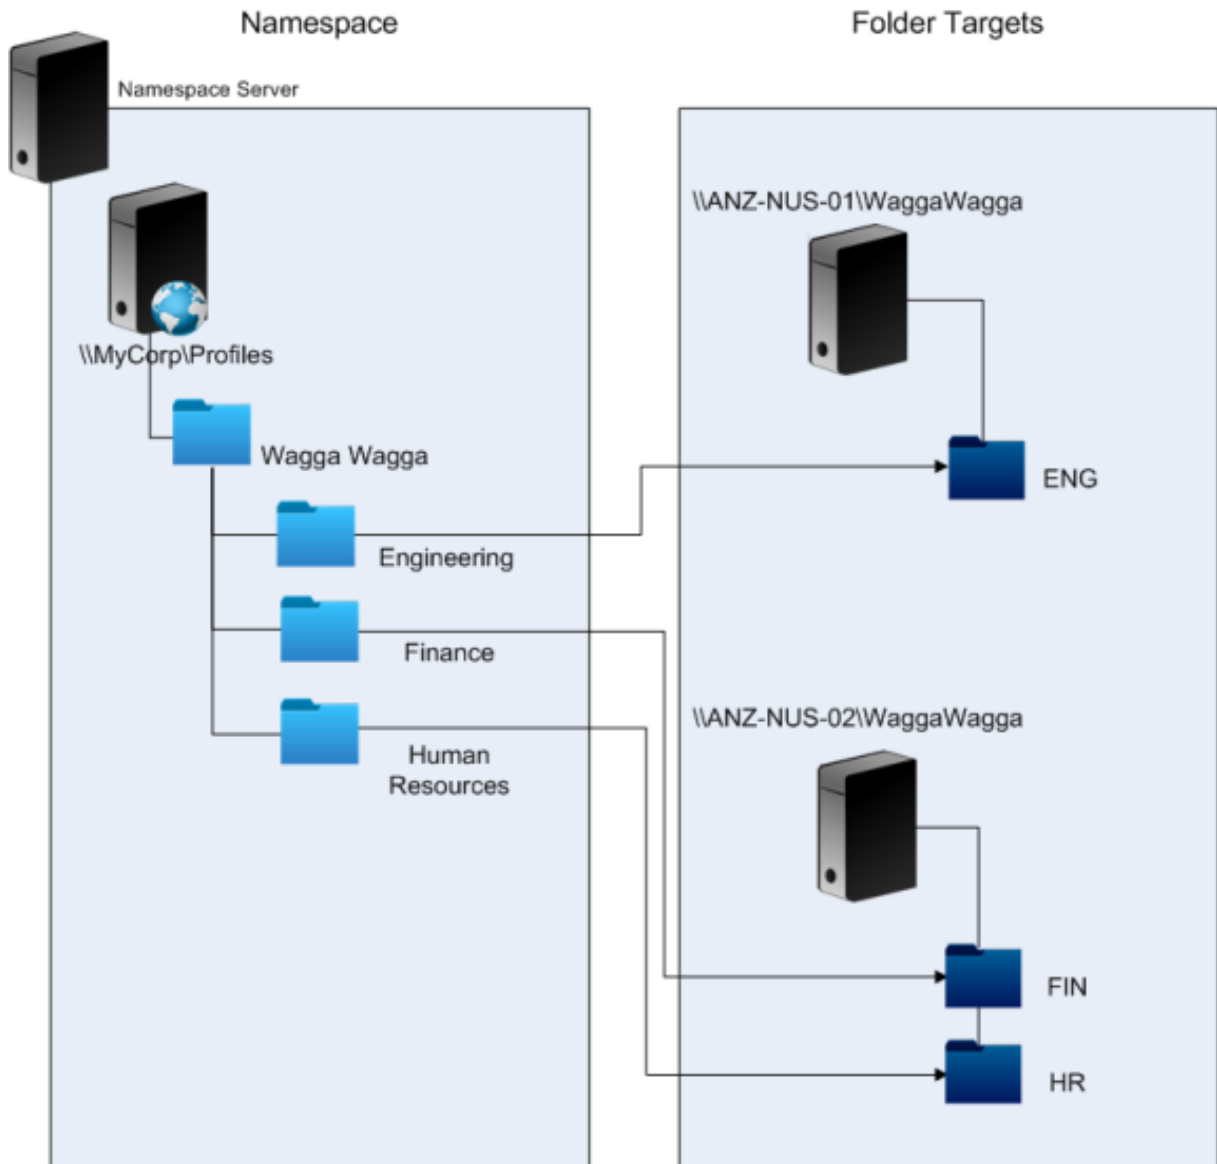 Namespace
Folder Targets
Namespace Server
\\MyCorp\Profiles
Wagga Wagga
Engineering
Finance
Human
Resources
\\ANZ-NUS-01\WaggaWagga
ENG
\\ANZ-NUS-02\WaggaWagga
FIN
HR